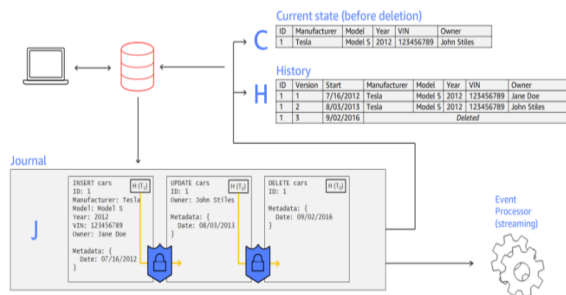 Current state (before deletion)
C
ID Manufacturer Model Year VIN Owner
1 Tesla Model S 2012 123456789 John Stiles
History
H
ID Version Start Manufacturer Model Year VIN Owner
1 1 7/16/2012 Tesla Model S 2012 123456789 Jane Doe
1 2 8/03/2013 Tesla Model S 2012 123456789 John Stiles
1 3 9/02/2016 Deleted
Journal
J
INSERT cars
H (T₁)
ID: 1
Manufacturer: Tesla
Model: Model S
Year: 2012
VIN: 123456789
Owner: Jane Doe
Metadata: {
Date: 07/16/2012
}
UPDATE cars
H (T₂)
ID: 1
Owner: John Stiles
Metadata: {
Date: 08/03/2013
}
DELETE cars
H (T₃)
ID: 1
Metadata: {
Date: 09/02/2016
}
Event
Processor
(streaming)